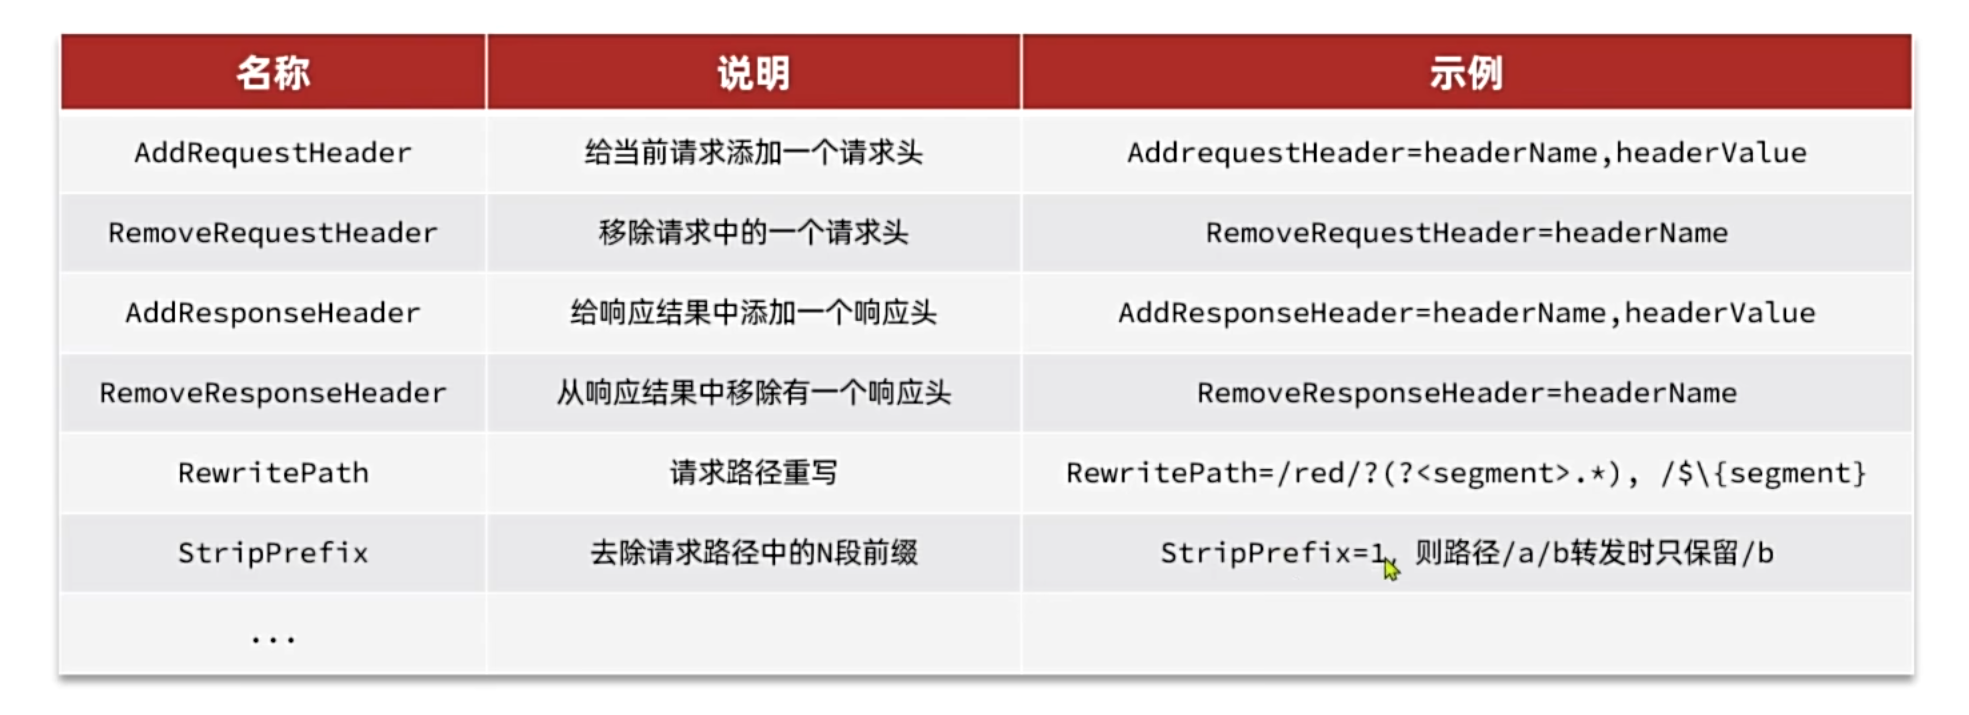 名称 说明 示例
AddRequestHeader 给当前请求添加一个请求头 AddrequestHeader=headerName,headerValue
RemoveRequestHeader 移除请求中的一个请求头 RemoveRequestHeader=headerName
AddResponseHeader 给响应结果中添加一个响应头 AddResponseHeader=headerName,headerValue
RemoveResponseHeader 从响应结果中移除有一个响应头 RemoveResponseHeader=headerName
RewritePath 请求路径重写 RewritePath=/red/?(?<segment>.*), /$\{segment}
StripPrefix 去除请求路径中的N段前缀 StripPrefix=1, 则路径/a/b转发时只保留/b
...